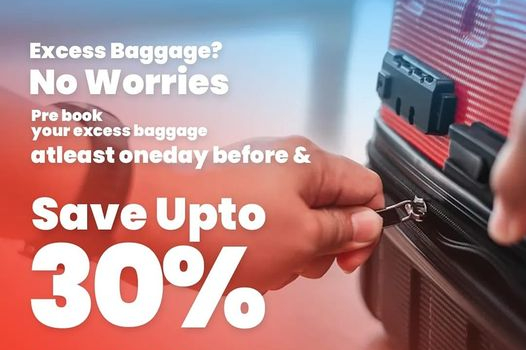 Excess Baggage?
No Worries
Pre book
your excess baggage
atleast oneday before &
Save Upto
30%